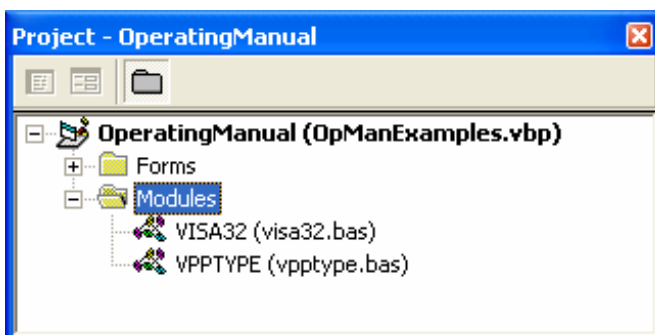 Project - OperatingManual
OperatingManual (OpManExamples.vbp)
Forms
Modules
VISA32 (visa32.bas)
VPPTYPE (vpptype.bas)